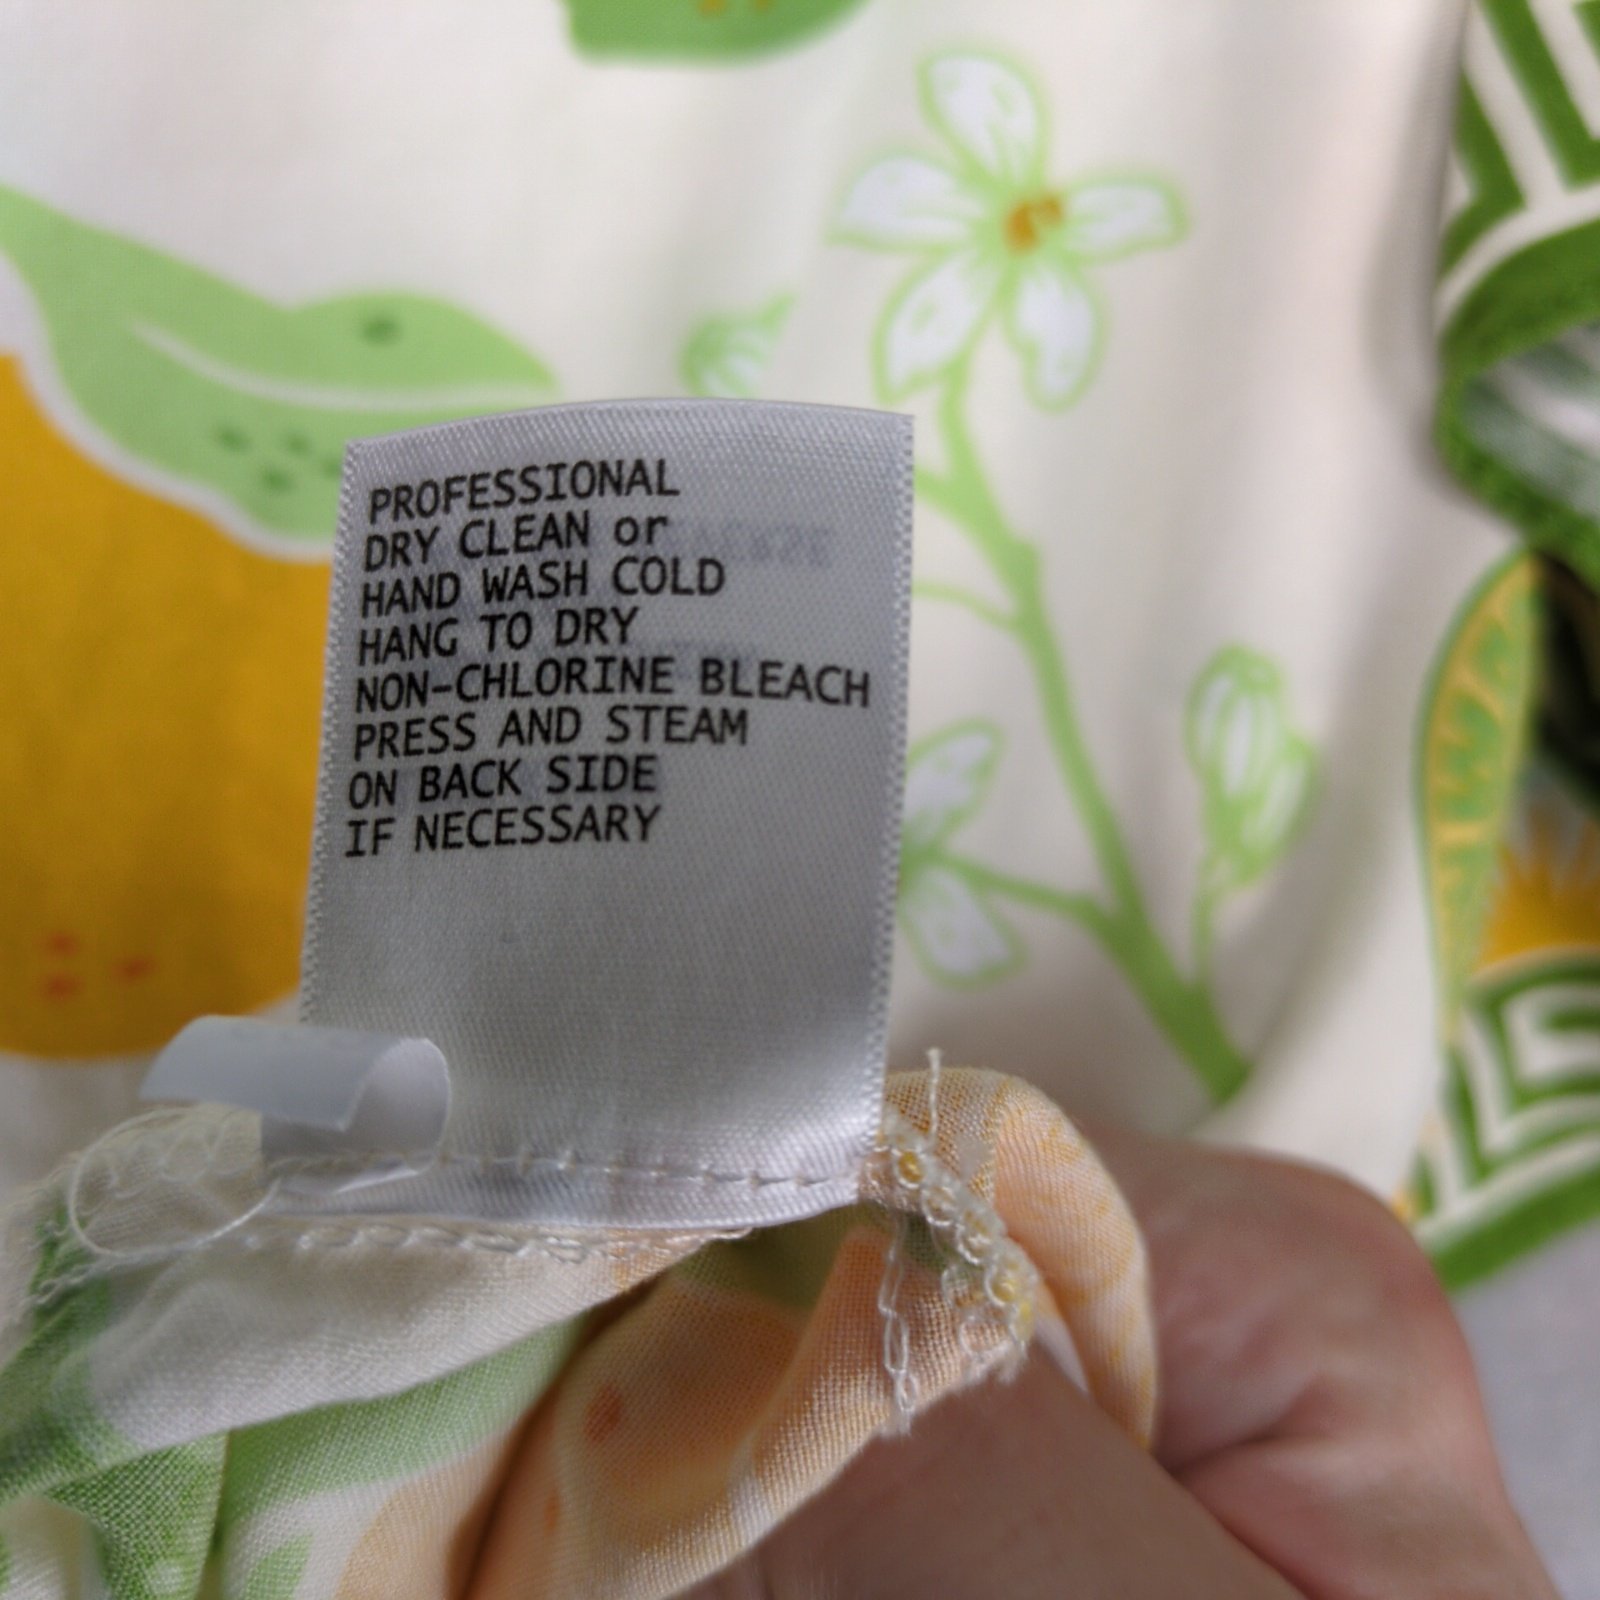 PROFESSIONAL
DRY CLEAN or
HAND WASH COLD
HANG TO DRY
NON-CHLORINE BLEACH
PRESS AND STEAM
ON BACK SIDE
IF NECESSARY